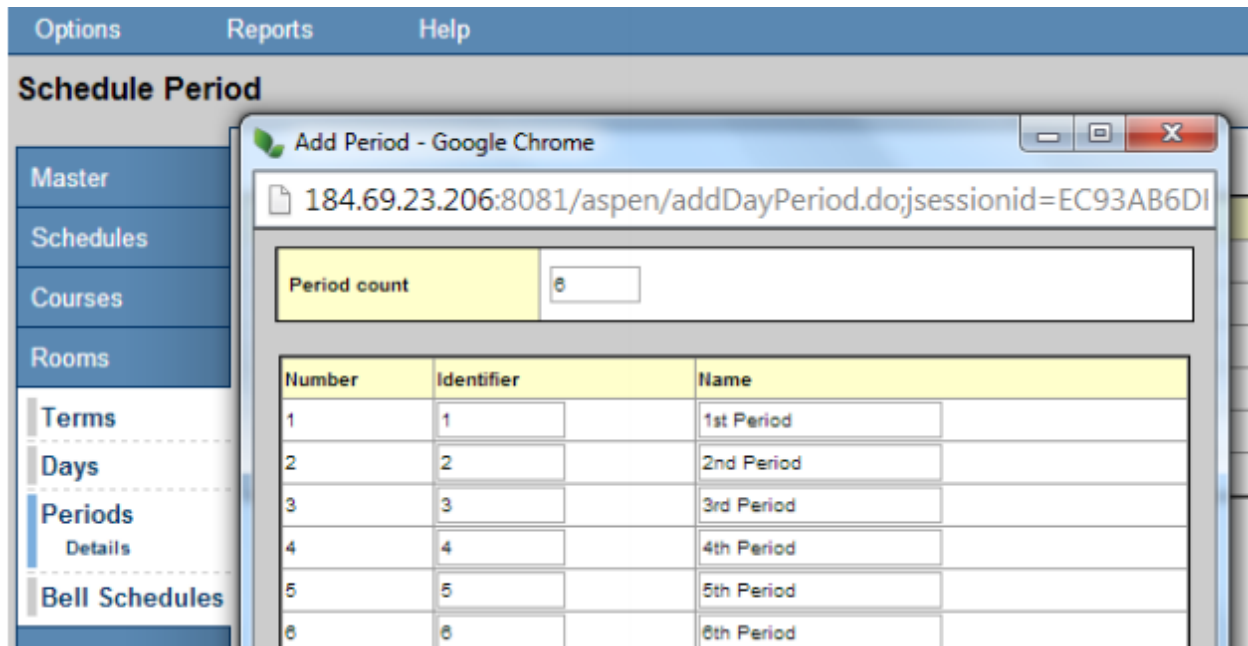 Options Reports Help
Schedule Period
Master
Schedules
Courses
Rooms
Terms
Days
Periods
Details
Bell Schedules
Add Period - Google Chrome
184.69.23.206:8081/aspen/addDayPeriod.do;jsessionid=EC93AB6DI
Period count 6
Number Identifier Name
1 1 1st Period
2 2 2nd Period
3 3 3rd Period
4 4 4th Period
5 5 5th Period
6 6 6th Period